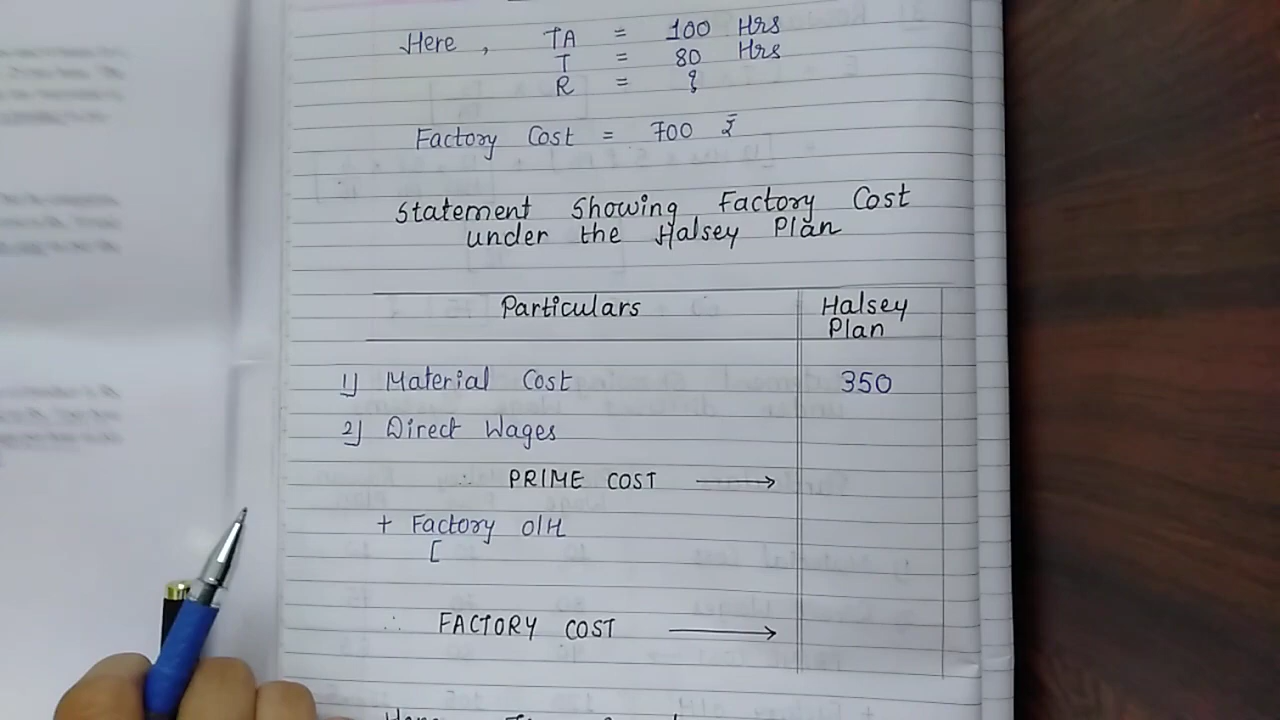 Here , TA = 100 Hrs
T = 80 Hrs
R = ?
Factory Cost = 700 ₹
Statement Showing Factory Cost
under the Halsey Plan
Particulars Halsey Plan
1) Material Cost 350
2) Direct Wages
∴ PRIME COST →
+ Factory O/H
[
∴ FACTORY COST →